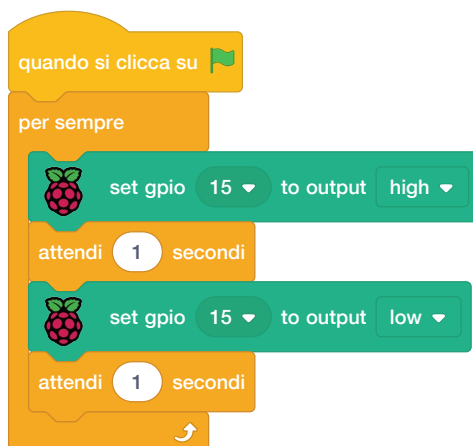 quando si clicca su
per sempre
set gpio 15 to output high
attendi 1 secondi
set gpio 15 to output low
attendi 1 secondi